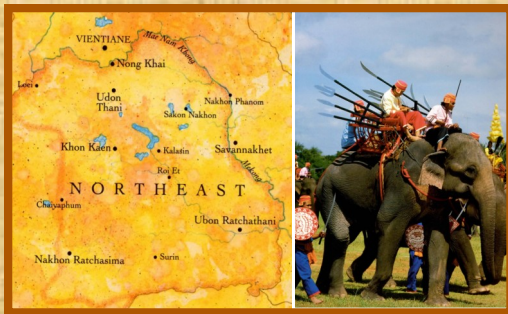 VIENTIANE
Mae Nam Khong
Nong Khai
Loei
Udon
Thani
Nakhon Phanom
Sakon Nakhon
Khon Kaen
Kalasin
Savannakhet
Roi Et
Mekong
NORTHEAST
Chaiyaphum
Ubon Ratchathani
Nakhon Ratchasima
Surin